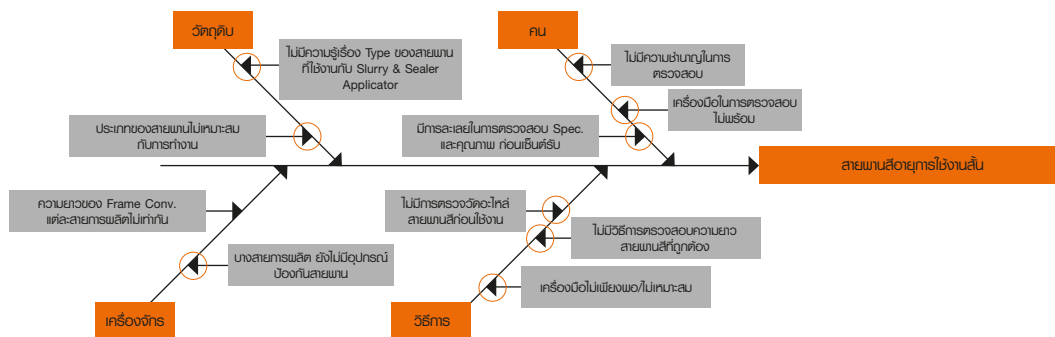 วัตถุดิบ
คน
ไม่มีความรู้เรื่อง Type ของสายพาน
ที่ใช้งานกับ Slurry & Sealer
Applicator
ไม่มีความชำนาญในการ
ตรวจสอบ
เครื่องมือในการตรวจสอบ
ไม่พร้อม
ประเภทของสายพานไม่เหมาะสม
กับการทำงาน
มีการละเลยในการตรวจสอบ Spec.
และคุณภาพ ก่อนเซ็นต์รับ
สายพานสีอายุการใช้งานสั้น
ความยาวของ Frame Conv.
แต่ละสายการผลิตไม่เท่ากัน
ไม่มีการตรวจวัดอะไหล่
สายพานสีก่อนใช้งาน
ไม่มีวิธีการตรวจสอบความยาว
สายพานสีที่ถูกต้อง
บางสายการผลิต ยังไม่มีอุปกรณ์
ป้องกันสายพาน
เครื่องมือไม่เพียงพอ/ไม่เหมาะสม
เครื่องจักร
วิธีการ